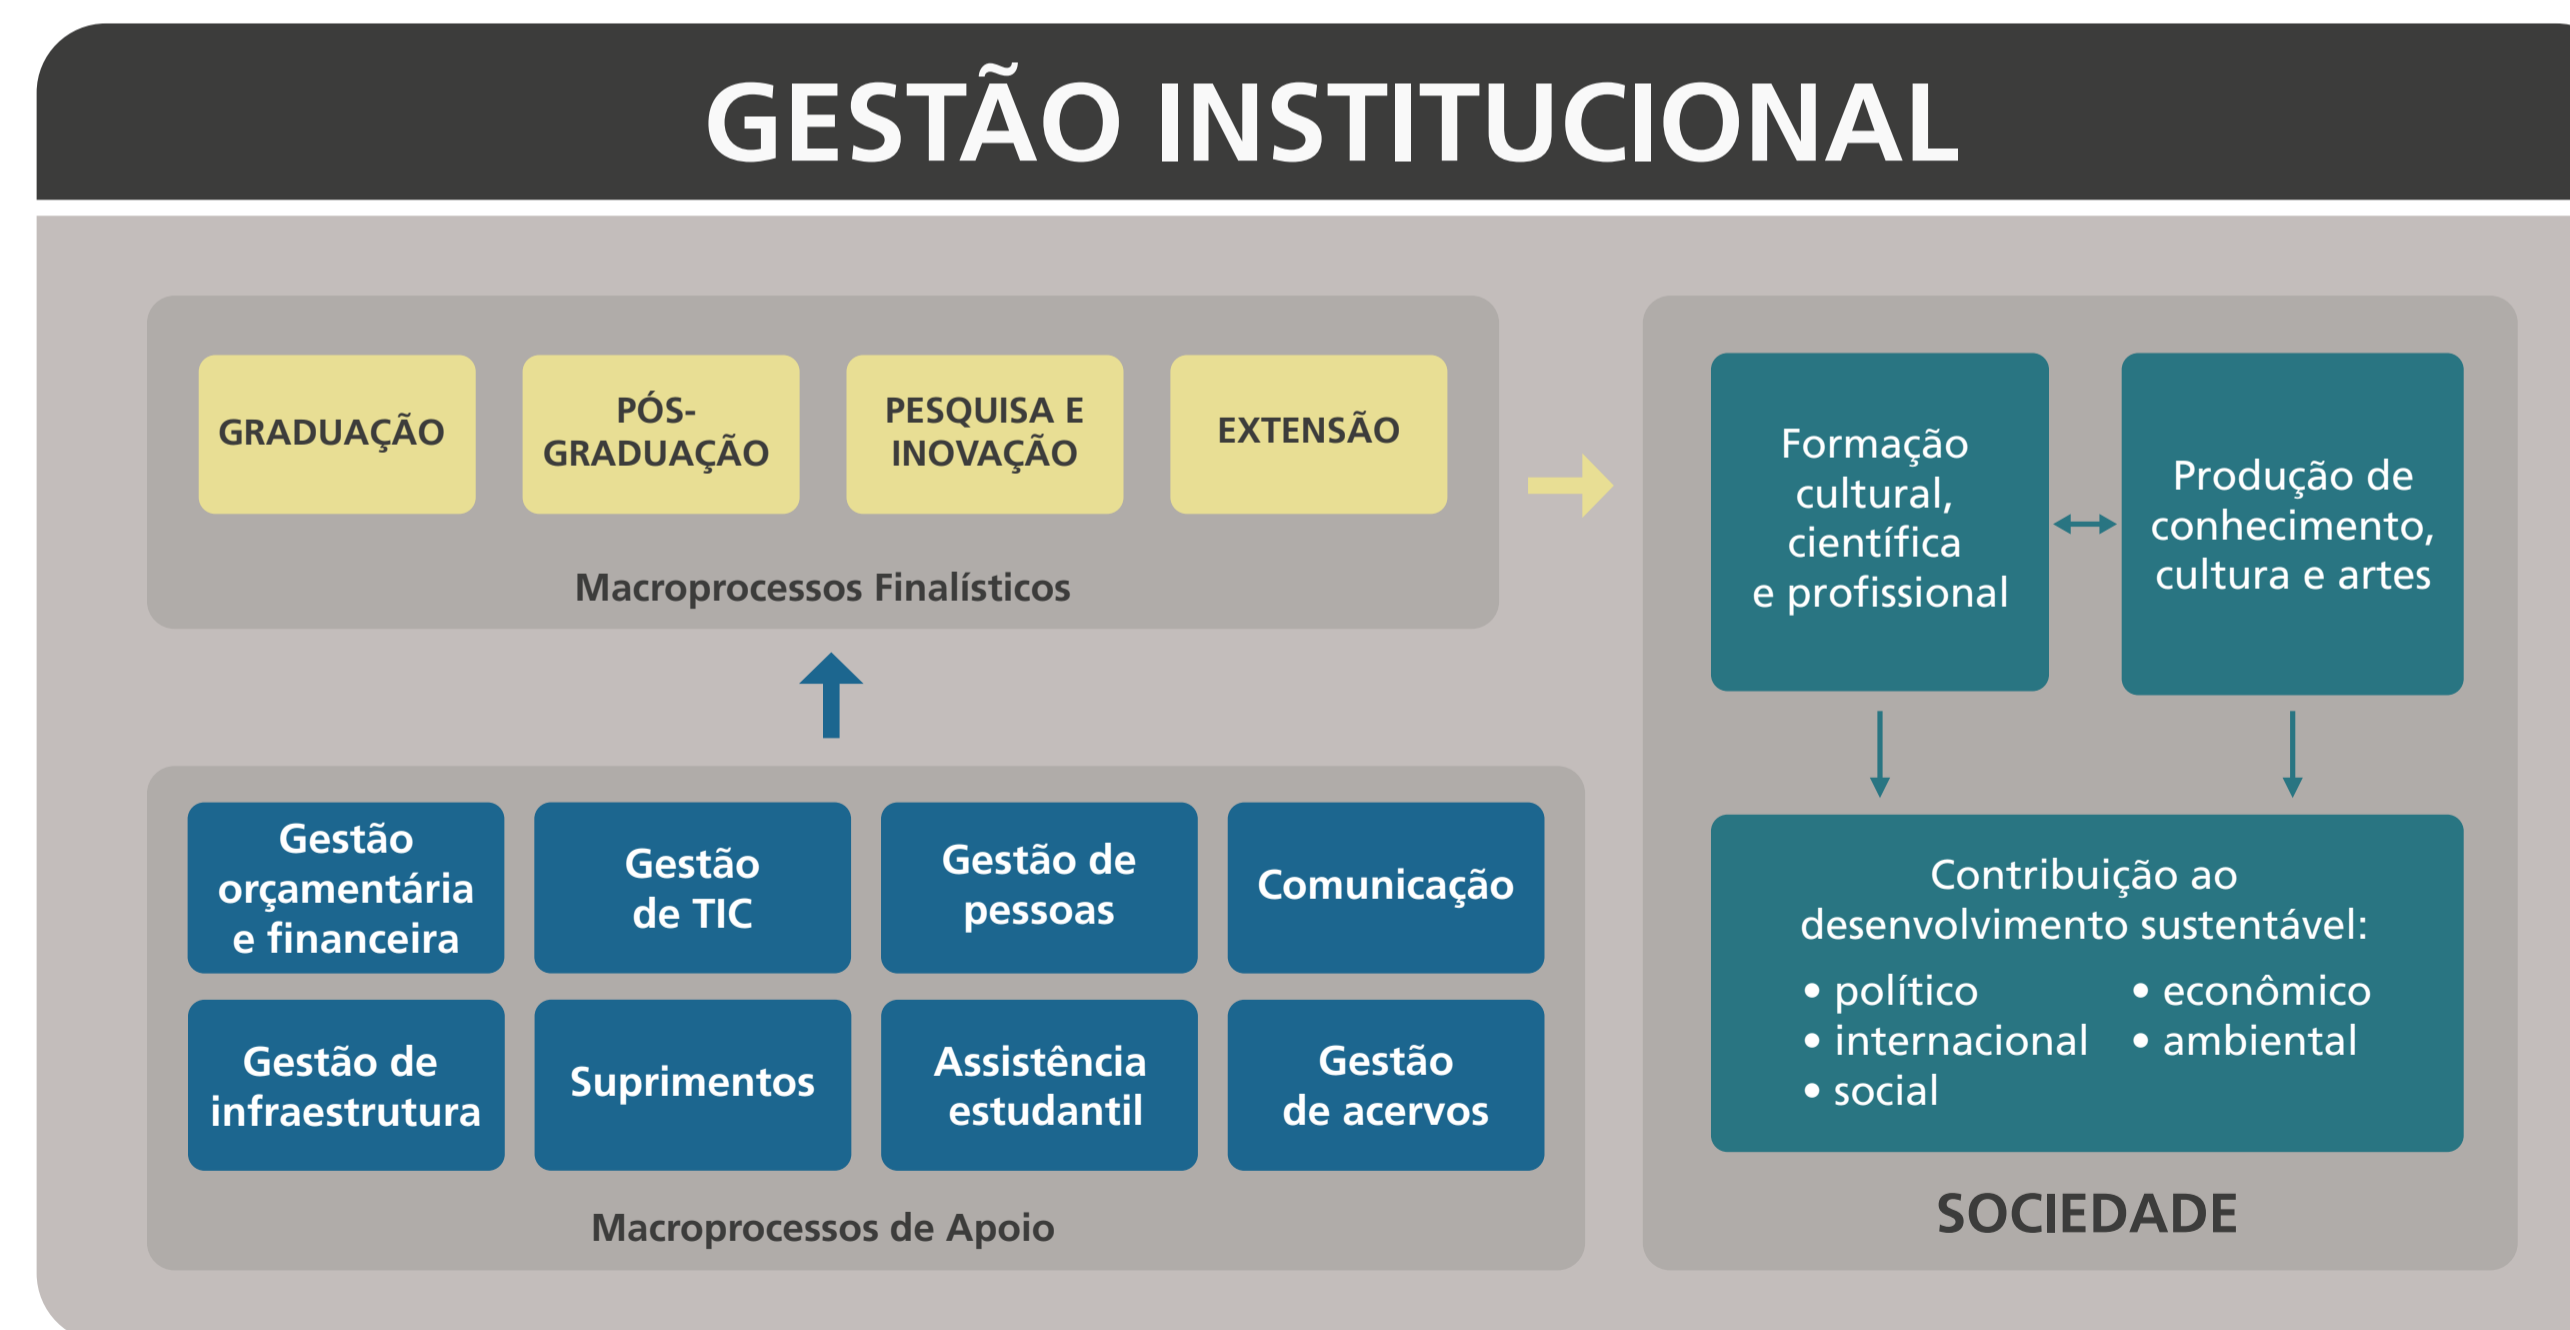 GESTÃO INSTITUCIONAL
GRADUAÇÃO
PÓS-
GRADUAÇÃO
PESQUISA E
INOVAÇÃO
EXTENSÃO
Macroprocessos Finalísticos
Gestão
orçamentária
e financeira
Gestão
de TIC
Gestão de
pessoas
Comunicação
Gestão de
infraestrutura
Suprimentos
Assistência
estudantil
Gestão
de acervos
Macroprocessos de Apoio
Formação
cultural,
científica
e profissional
Produção de
conhecimento,
cultura e artes
Contribuição ao
desenvolvimento sustentável:
• político
• internacional
• social
• econômico
• ambiental
SOCIEDADE